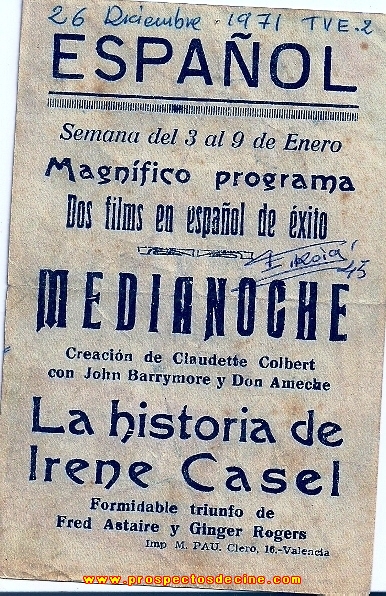 26 Diciembre - 1971 TVE-2
ESPAÑOL
Semana del 3 al 9 de Enero
Magnífico programa
Dos films en español de éxito
45
MEDIANOCHE
Creación de Claudette Colbert
con John Barrymore y Don Ameche
La historia de
Irene Casel
Formidable triunfo de
Fred Astaire y Ginger Rogers
Imp M. PAU. Clero, 16.-Valencia
www.prospectosdecine.com